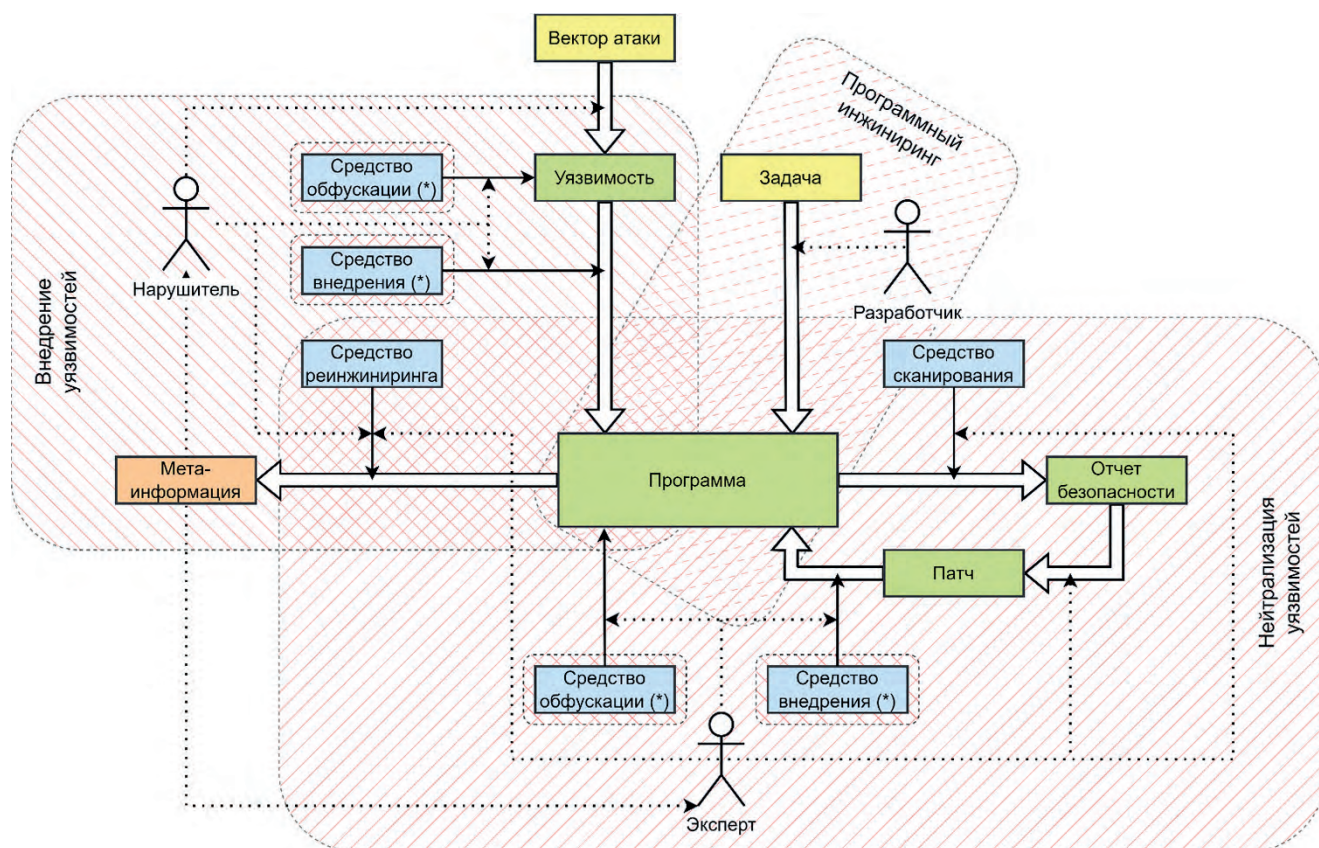 Вектор атаки
Программный
инжиниринг
Средство
обфускации (*)
Уязвимость
Задача
Средство
внедрения (*)
Нарушитель
Разработчик
Внедрение
уязвимостей
Средство
реинжиниринга
Средство
сканирования
Мета-
информация
Программа
Отчет
безопасности
Патч
Нейтрализация
уязвимостей
Средство
обфускации (*)
Средство
внедрения (*)
Эксперт